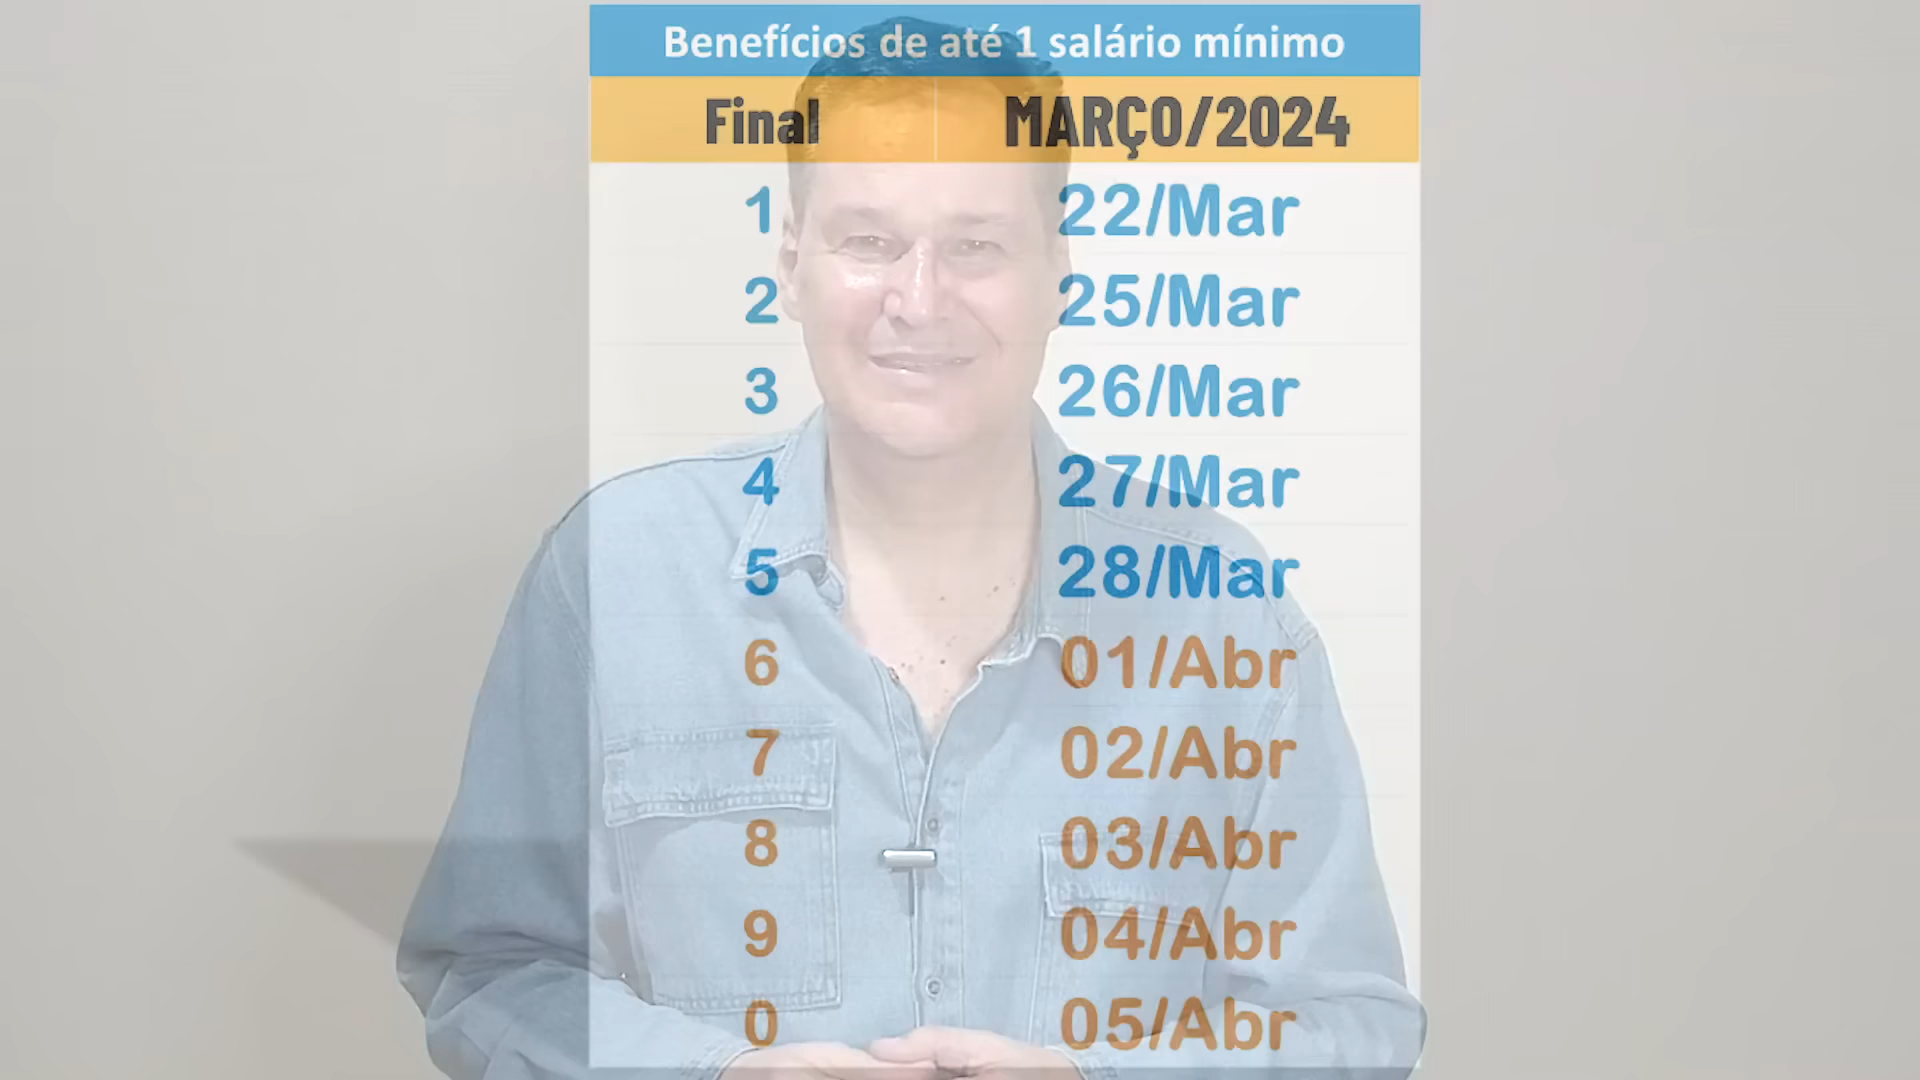 Benefícios de até 1 salário mínimo
Final MARÇO/2024
1 22/Mar
2 25/Mar
3 26/Mar
4 27/Mar
5 28/Mar
6 01/Abr
7 02/Abr
8 03/Abr
9 04/Abr
0 05/Abr